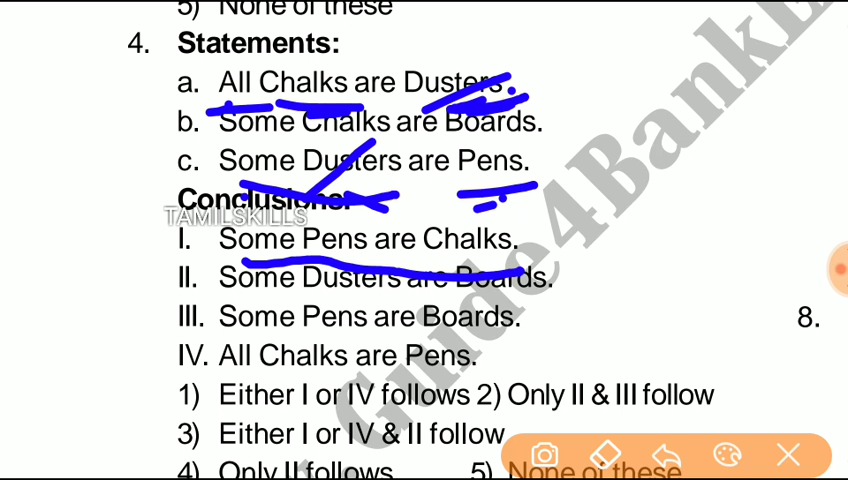 5) None of these
4. Statements:
a. All Chalks are Dusters.
b. Some Chalks are Boards.
c. Some Dusters are Pens.
Conclusions:
TAMILSKILLS
I. Some Pens are Chalks.
II. Some Dusters are Boards.
III. Some Pens are Boards.
8.
IV. All Chalks are Pens.
1) Either I or IV follows 2) Only II & III follow
3) Either I or IV & II follow
4) Only II follows 5) None of these
Guide4Bank